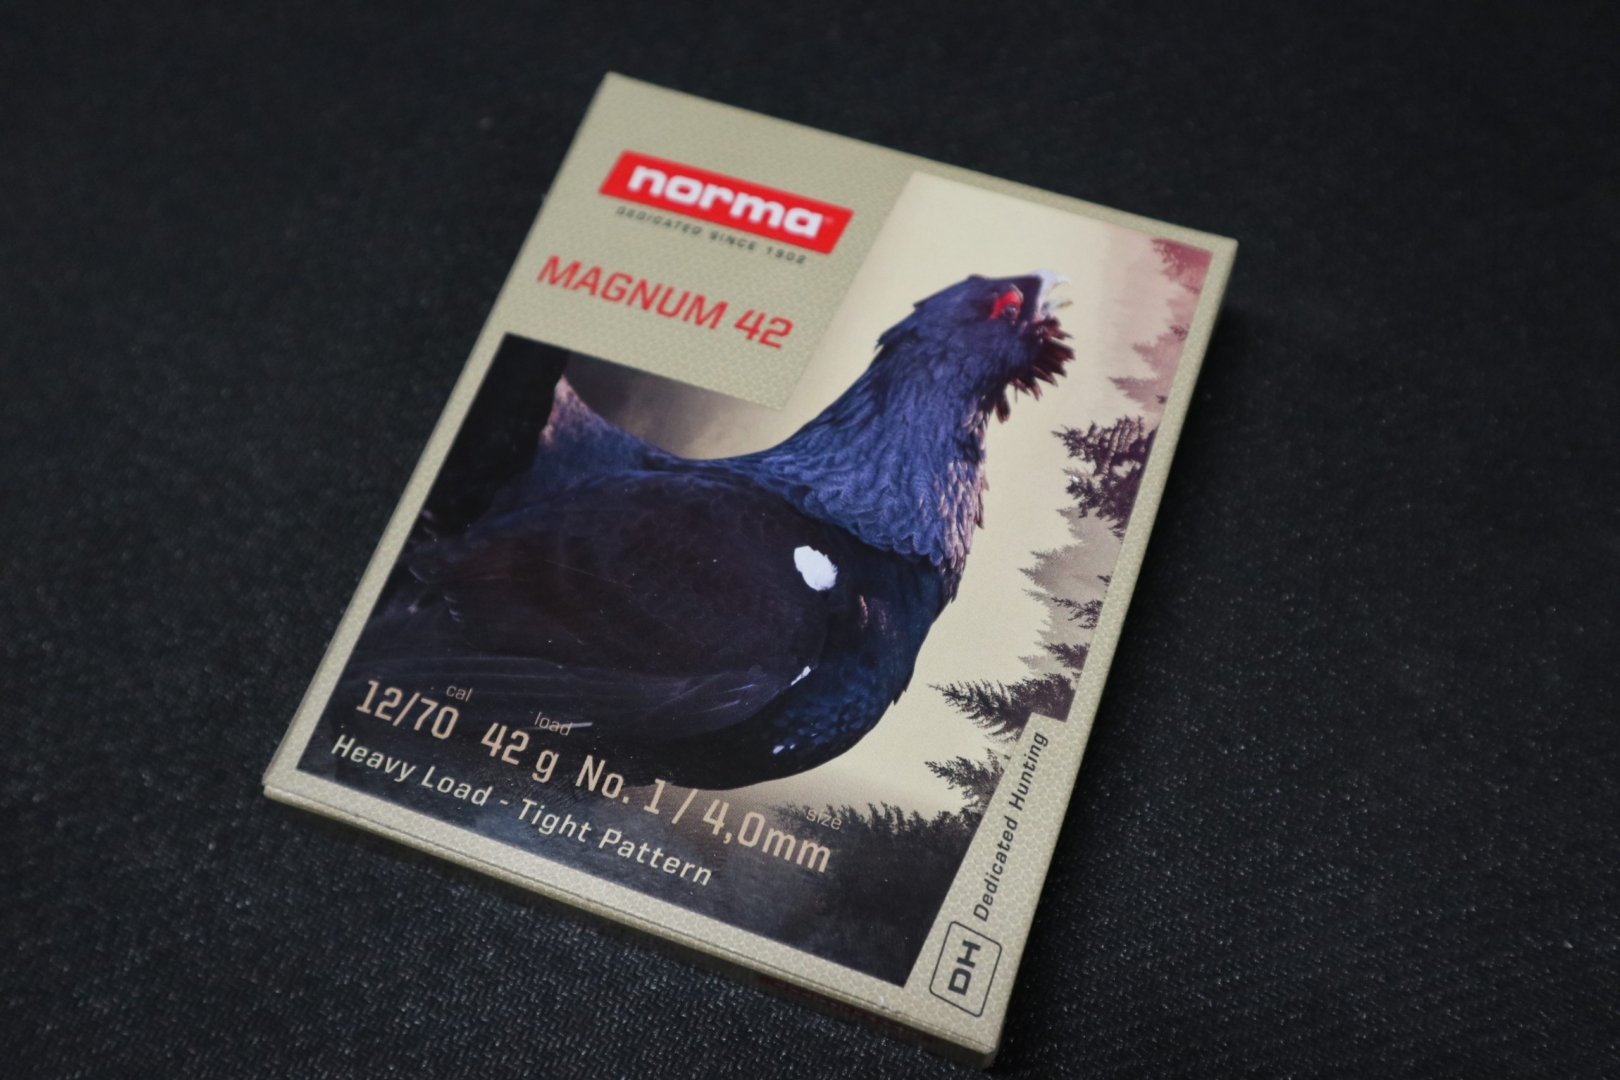 norma
DEDICATED SINCE 1902
MAGNUM 42
cal load size
12/70 42 g No. 1 / 4,0mm
Heavy Load - Tight Pattern
DH Dedicated Hunting